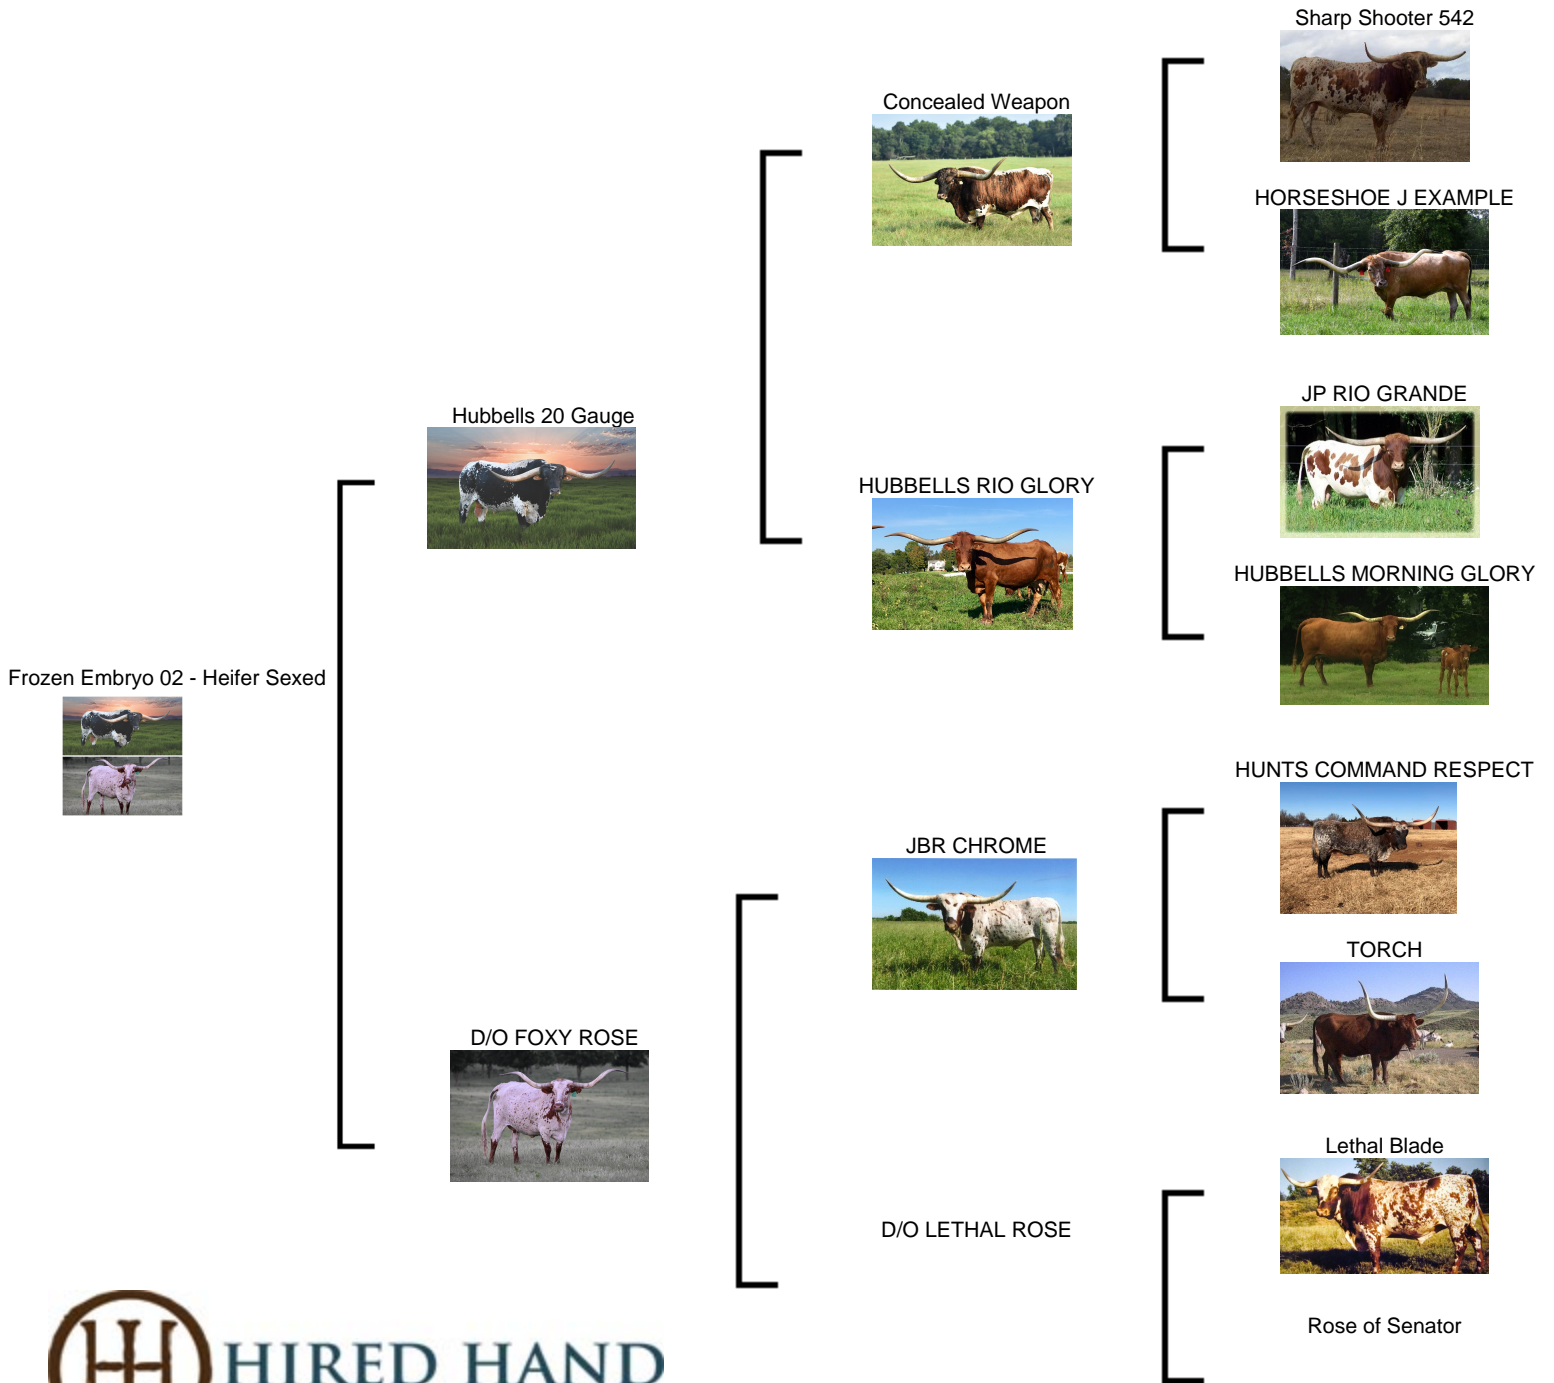 Sharp Shooter 542
Concealed Weapon
HORSESHOE J EXAMPLE
JP RIO GRANDE
Hubbells 20 Gauge
HUBBELLS RIO GLORY
HUBBELLS MORNING GLORY
Frozen Embryo 02 - Heifer Sexed
HUNTS COMMAND RESPECT
JBR CHROME
TORCH
D/O FOXY ROSE
Lethal Blade
D/O LETHAL ROSE
Rose of Senator
HIRED HAND